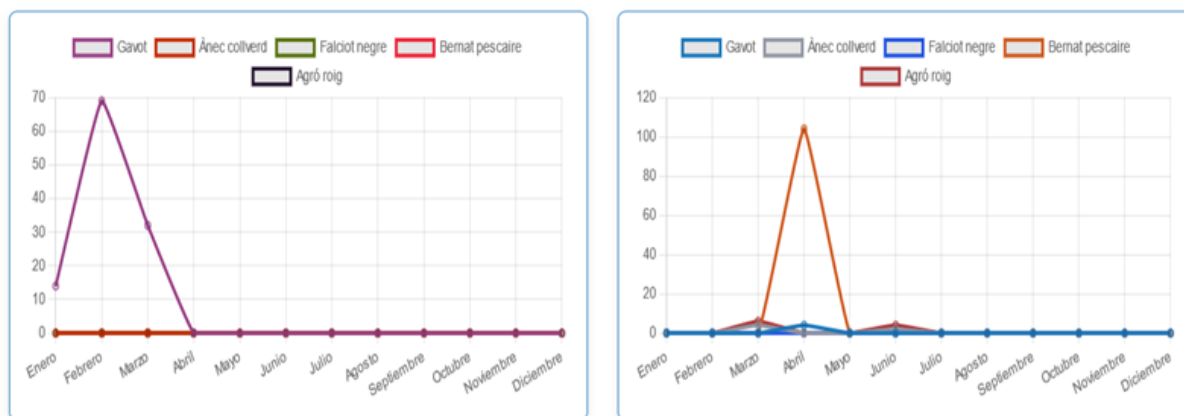 Gavot Ànec collverd Falciot negre Bernat pescaire
Agró roig
70
60
50
40
30
20
10
0
Enero Febrero Marzo Abril Mayo Junio Julio Agosto Septiembre Octubre Noviembre Diciembre
Gavot Ànec collverd Falciot negre Bernat pescaire
Agró roig
120
100
80
60
40
20
0
Enero Febrero Marzo Abril Mayo Junio Julio Agosto Septiembre Octubre Noviembre Diciembre